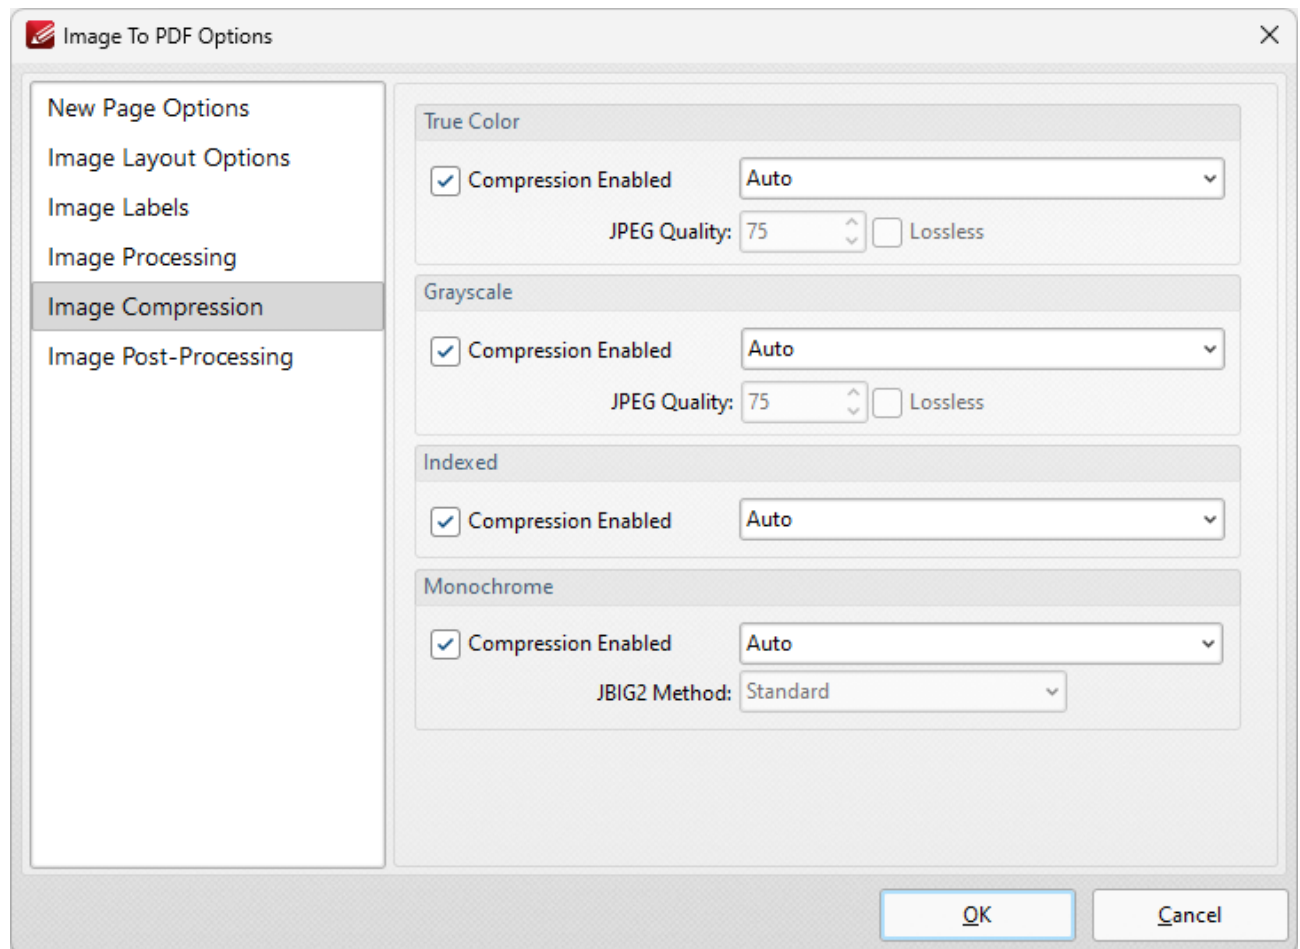 Image To PDF Options
New Page Options
Image Layout Options
Image Labels
Image Processing
Image Compression
Image Post-Processing
True Color
Compression Enabled Auto
JPEG Quality: 75 Lossless
Grayscale
Compression Enabled Auto
JPEG Quality: 75 Lossless
Indexed
Compression Enabled Auto
Monochrome
Compression Enabled Auto
JBIG2 Method: Standard
OK Cancel